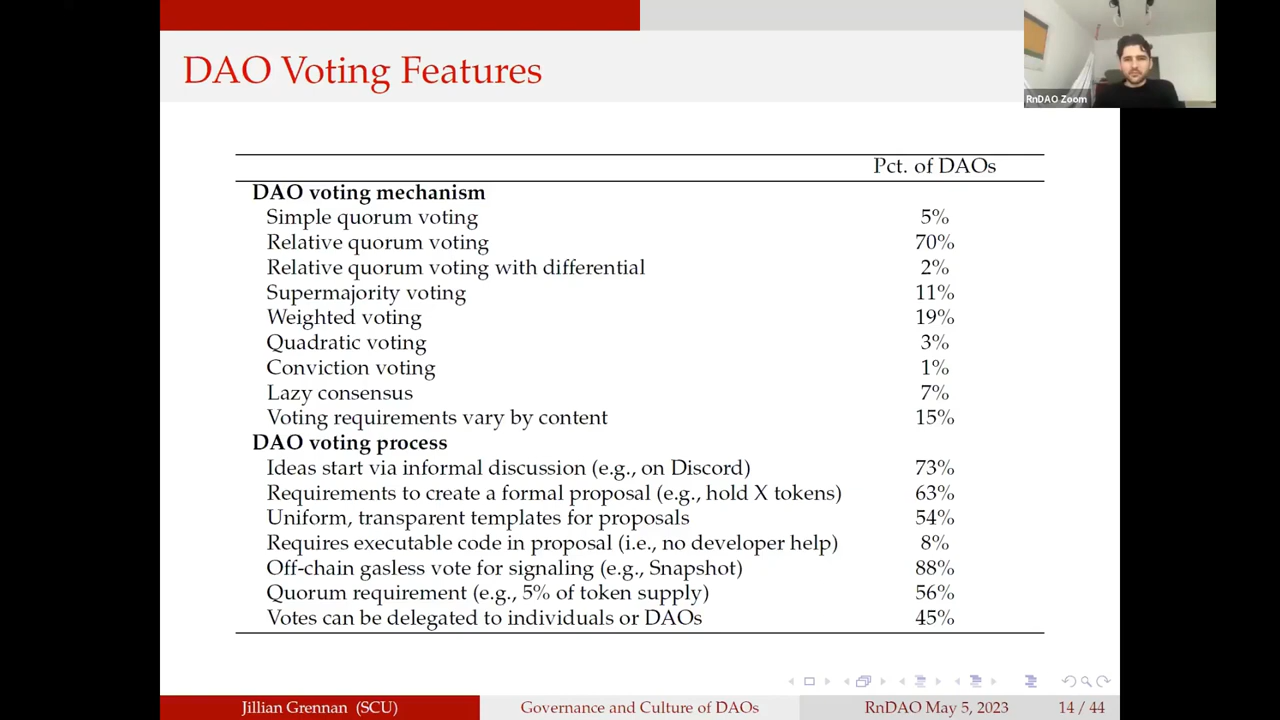 DAO Voting Features
RnDAO Zoom
Pct. of DAOs
DAO voting mechanism
Simple quorum voting 5%
Relative quorum voting 70%
Relative quorum voting with differential 2%
Supermajority voting 11%
Weighted voting 19%
Quadratic voting 3%
Conviction voting 1%
Lazy consensus 7%
Voting requirements vary by content 15%
DAO voting process
Ideas start via informal discussion (e.g., on Discord) 73%
Requirements to create a formal proposal (e.g., hold X tokens) 63%
Uniform, transparent templates for proposals 54%
Requires executable code in proposal (i.e., no developer help) 8%
Off-chain gasless vote for signaling (e.g., Snapshot) 88%
Quorum requirement (e.g., 5% of token supply) 56%
Votes can be delegated to individuals or DAOs 45%
Jillian Grennan (SCU) Governance and Culture of DAOs RnDAO May 5, 2023 14 / 44